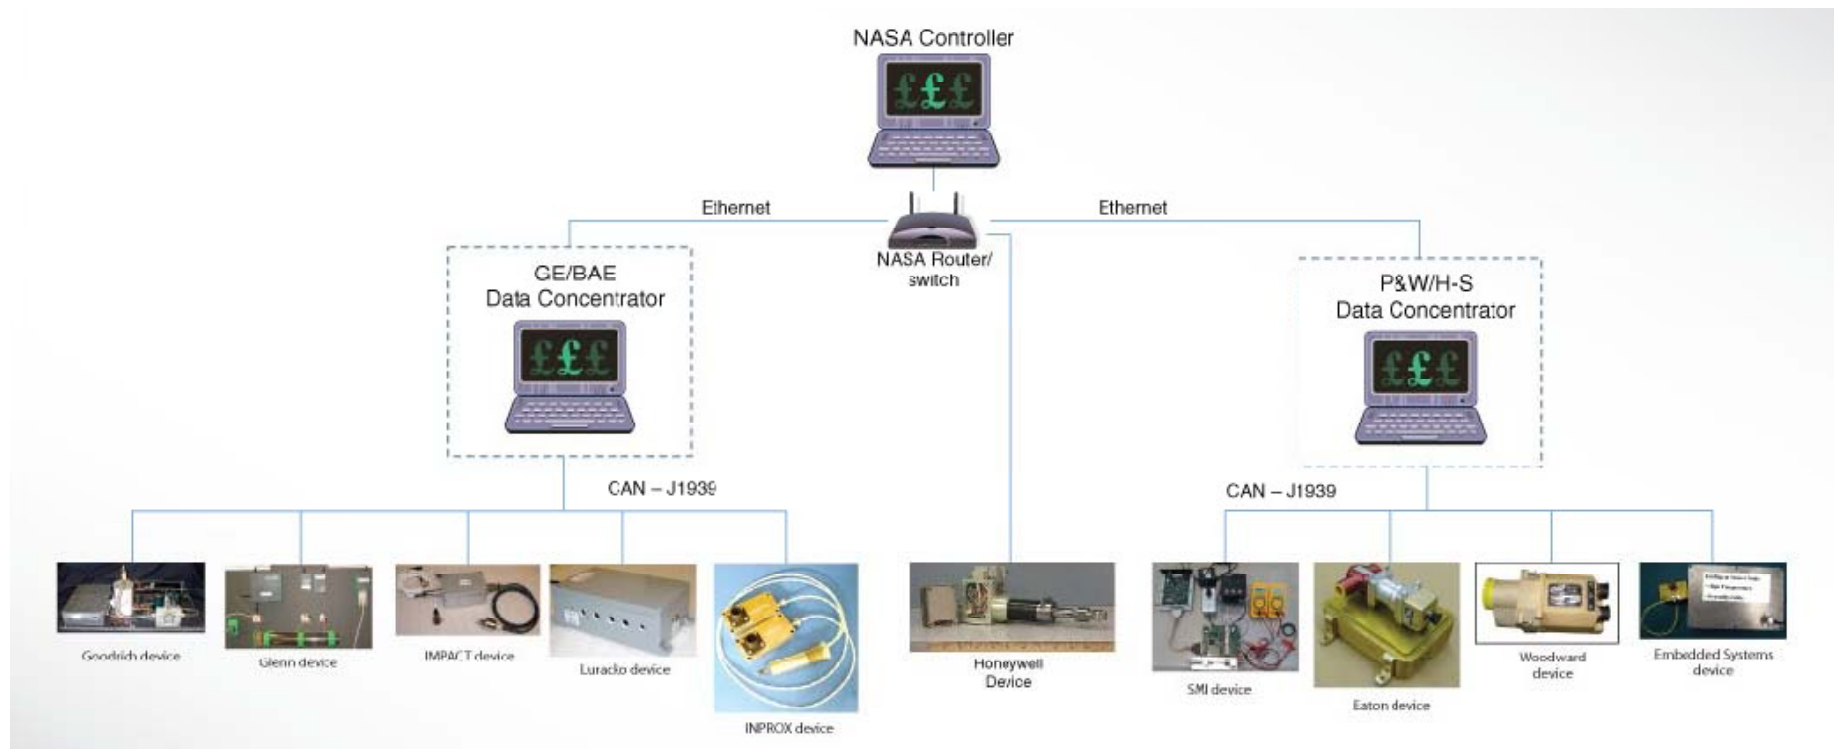 NASA Controller
£££
Ethernet
Ethernet
NASA Router/
switch
GE/BAE
Data Concentrator
£££
P&W/H-S
Data Concentrator
£££
CAN – J1939
CAN – J1939
Goodrich device
Glenn device
IMPACT device
Luracko device
INPROX device
Honeywell
Device
SMI device
Eaton device
Woodward
device
Embedded Systems
device